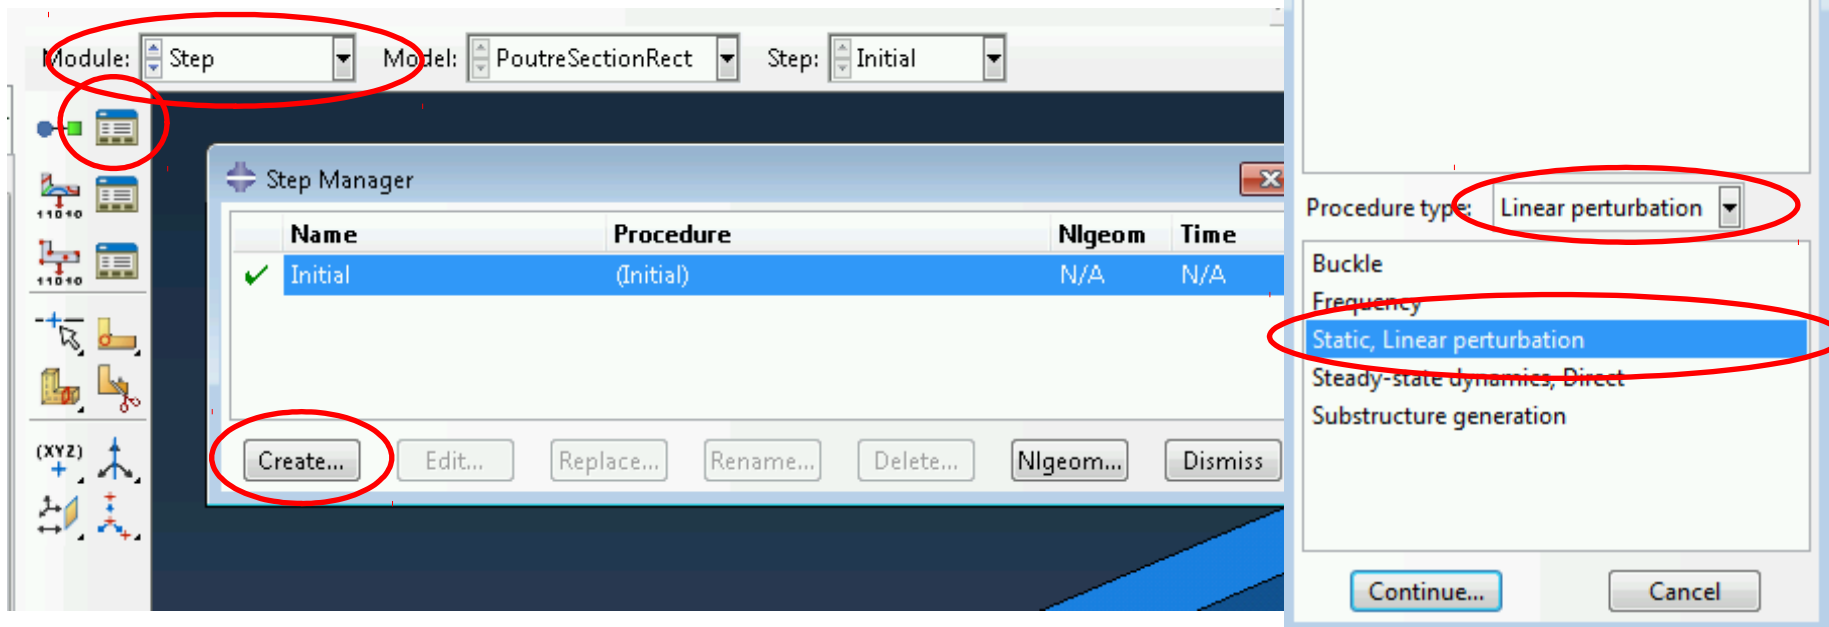 Module: Step Model: PoutreSectionRect Step: Initial
Step Manager
Name Procedure Nlgeom Time
Initial (Initial) N/A N/A
Create... Edit... Replace... Rename... Delete... Nlgeom... Dismiss
11010
11010
(XYZ)
Procedure type: Linear perturbation
Buckle
Frequency
Static, Linear perturbation
Steady-state dynamics, Direct
Substructure generation
Continue... Cancel